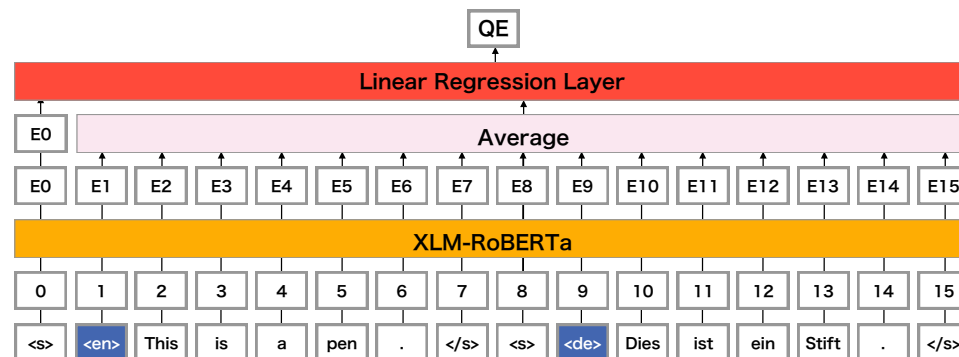 QE
Linear Regression Layer
E0 Average
E0 E1 E2 E3 E4 E5 E6 E7 E8 E9 E10 E11 E12 E13 E14 E15
XLM-RoBERTa
0 1 2 3 4 5 6 7 8 9 10 11 12 13 14 15
<s> <en> This is a pen . </s> <s> <de> Dies ist ein Stift . </s>